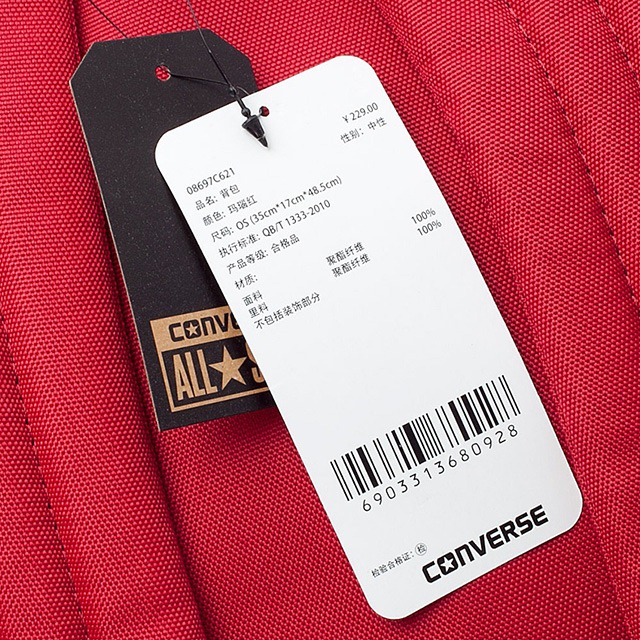 ¥229.00
性别：中性
08697C621
品名: 背包
颜色: 玛瑞红
尺码: OS (35cm*17cm*48.5cm)
执行标准: QB/T 1333-2010
产品等级: 合格品
材质:
面料 聚酯纤维 100%
里料 聚酯纤维 100%
不包括装饰部分
6903313680928
检验合格证: 检
CONVERSE
CONVE
ALL★S